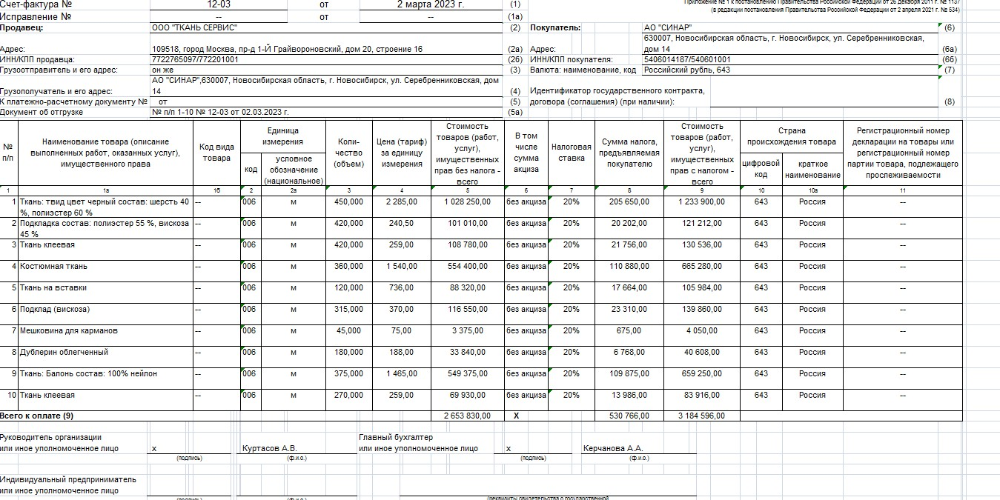 Приложение № 1 к постановлению Правительства Российской Федерации от 26 декабря 2011 г. № 1137
(в редакции постановления Правительства Российской Федерации от 2 апреля 2021 г. № 534)
Счет-фактура № 12-03 от 2 марта 2023 г. (1)
Исправление № -- от -- (1а)
Продавец: ООО "ТКАНЬ СЕРВИС" (2)
Адрес: 109518, город Москва, пр-д 1-Й Грайвороновский, дом 20, строение 16 (2а)
ИНН/КПП продавца: 7722765097/772201001 (2б)
Грузоотправитель и его адрес: он же (3)
АО "СИНАР",630007, Новосибирская область, г. Новосибирск, ул. Серебренниковская, дом
Грузополучатель и его адрес: 14 (4)
К платежно-расчетному документу № от (5)
Документ об отгрузке № п/п 1-10 № 12-03 от 02.03.2023 г. (5а)
Покупатель: АО "СИНАР" (6)
630007, Новосибирская область, г. Новосибирск, ул. Серебренниковская,
Адрес: дом 14 (6а)
ИНН/КПП покупателя: 5406014187/540601001 (6б)
Валюта: наименование, код Российский рубль, 643 (7)
Идентификатор государственного контракта,
договора (соглашения) (при наличии): (8)
№
п/п
Наименование товара (описание
выполненных работ, оказанных услуг),
имущественного права
Код вида
товара
Единица
измерения
код
условное
обозначение
(национальное)
Коли-
чество
(объем)
Цена (тариф)
за единицу
измерения
Стоимость
товаров (работ,
услуг),
имущественных
прав без налога -
всего
В том
числе
сумма
акциза
Налоговая
ставка
Сумма налога,
предъявляемая
покупателю
Стоимость
товаров (работ,
услуг),
имущественных
прав с налогом -
всего
Страна
происхождения товара
цифровой
код
краткое
наименование
Регистрационный номер
декларации на товары или
регистрационный номер
партии товара, подлежащего
прослеживаемости
1 1а 1б 2 2а 3 4 5 6 7 8 9 10 10а 11
1 Ткань: твид цвет черный состав: шерсть 40 -- 006 м 450,000 2 285,00 1 028 250,00 без акциза 20% 205 650,00 1 233 900,00 643 Россия --
%, полиэстер 60 %
2 Подкладка состав: полиэстер 55 %, вискоза -- 006 м 420,000 240,50 101 010,00 без акциза 20% 20 202,00 121 212,00 643 Россия --
45 %
3 Ткань клеевая -- 006 м 420,000 259,00 108 780,00 без акциза 20% 21 756,00 130 536,00 643 Россия --
4 Костюмная ткань -- 006 м 360,000 1 540,00 554 400,00 без акциза 20% 110 880,00 665 280,00 643 Россия --
5 Ткань на вставки -- 006 м 120,000 736,00 88 320,00 без акциза 20% 17 664,00 105 984,00 643 Россия --
6 Подклад (вискоза) -- 006 м 315,000 370,00 116 550,00 без акциза 20% 23 310,00 139 860,00 643 Россия --
7 Мешковина для карманов -- 006 м 45,000 75,00 3 375,00 без акциза 20% 675,00 4 050,00 643 Россия --
8 Дублерин облегченный -- 006 м 180,000 188,00 33 840,00 без акциза 20% 6 768,00 40 608,00 643 Россия --
9 Ткань: Балонь состав: 100% нейлон -- 006 м 375,000 1 465,00 549 375,00 без акциза 20% 109 875,00 659 250,00 643 Россия --
10 Ткань клеевая -- 006 м 270,000 259,00 69 930,00 без акциза 20% 13 986,00 83 916,00 643 Россия --
Всего к оплате (9) 2 653 830,00 X 530 766,00 3 184 596,00
Руководитель организации
или иное уполномоченное лицо x Куртасов А.В.
(подпись) (ф.и.о.)
Главный бухгалтер
или иное уполномоченное лицо x Керчанова А.А.
(подпись) (ф.и.о.)
Индивидуальный предприниматель
или иное уполномоченное лицо
(подпись) (ф.и.о.) (реквизиты свидетельства о государственной